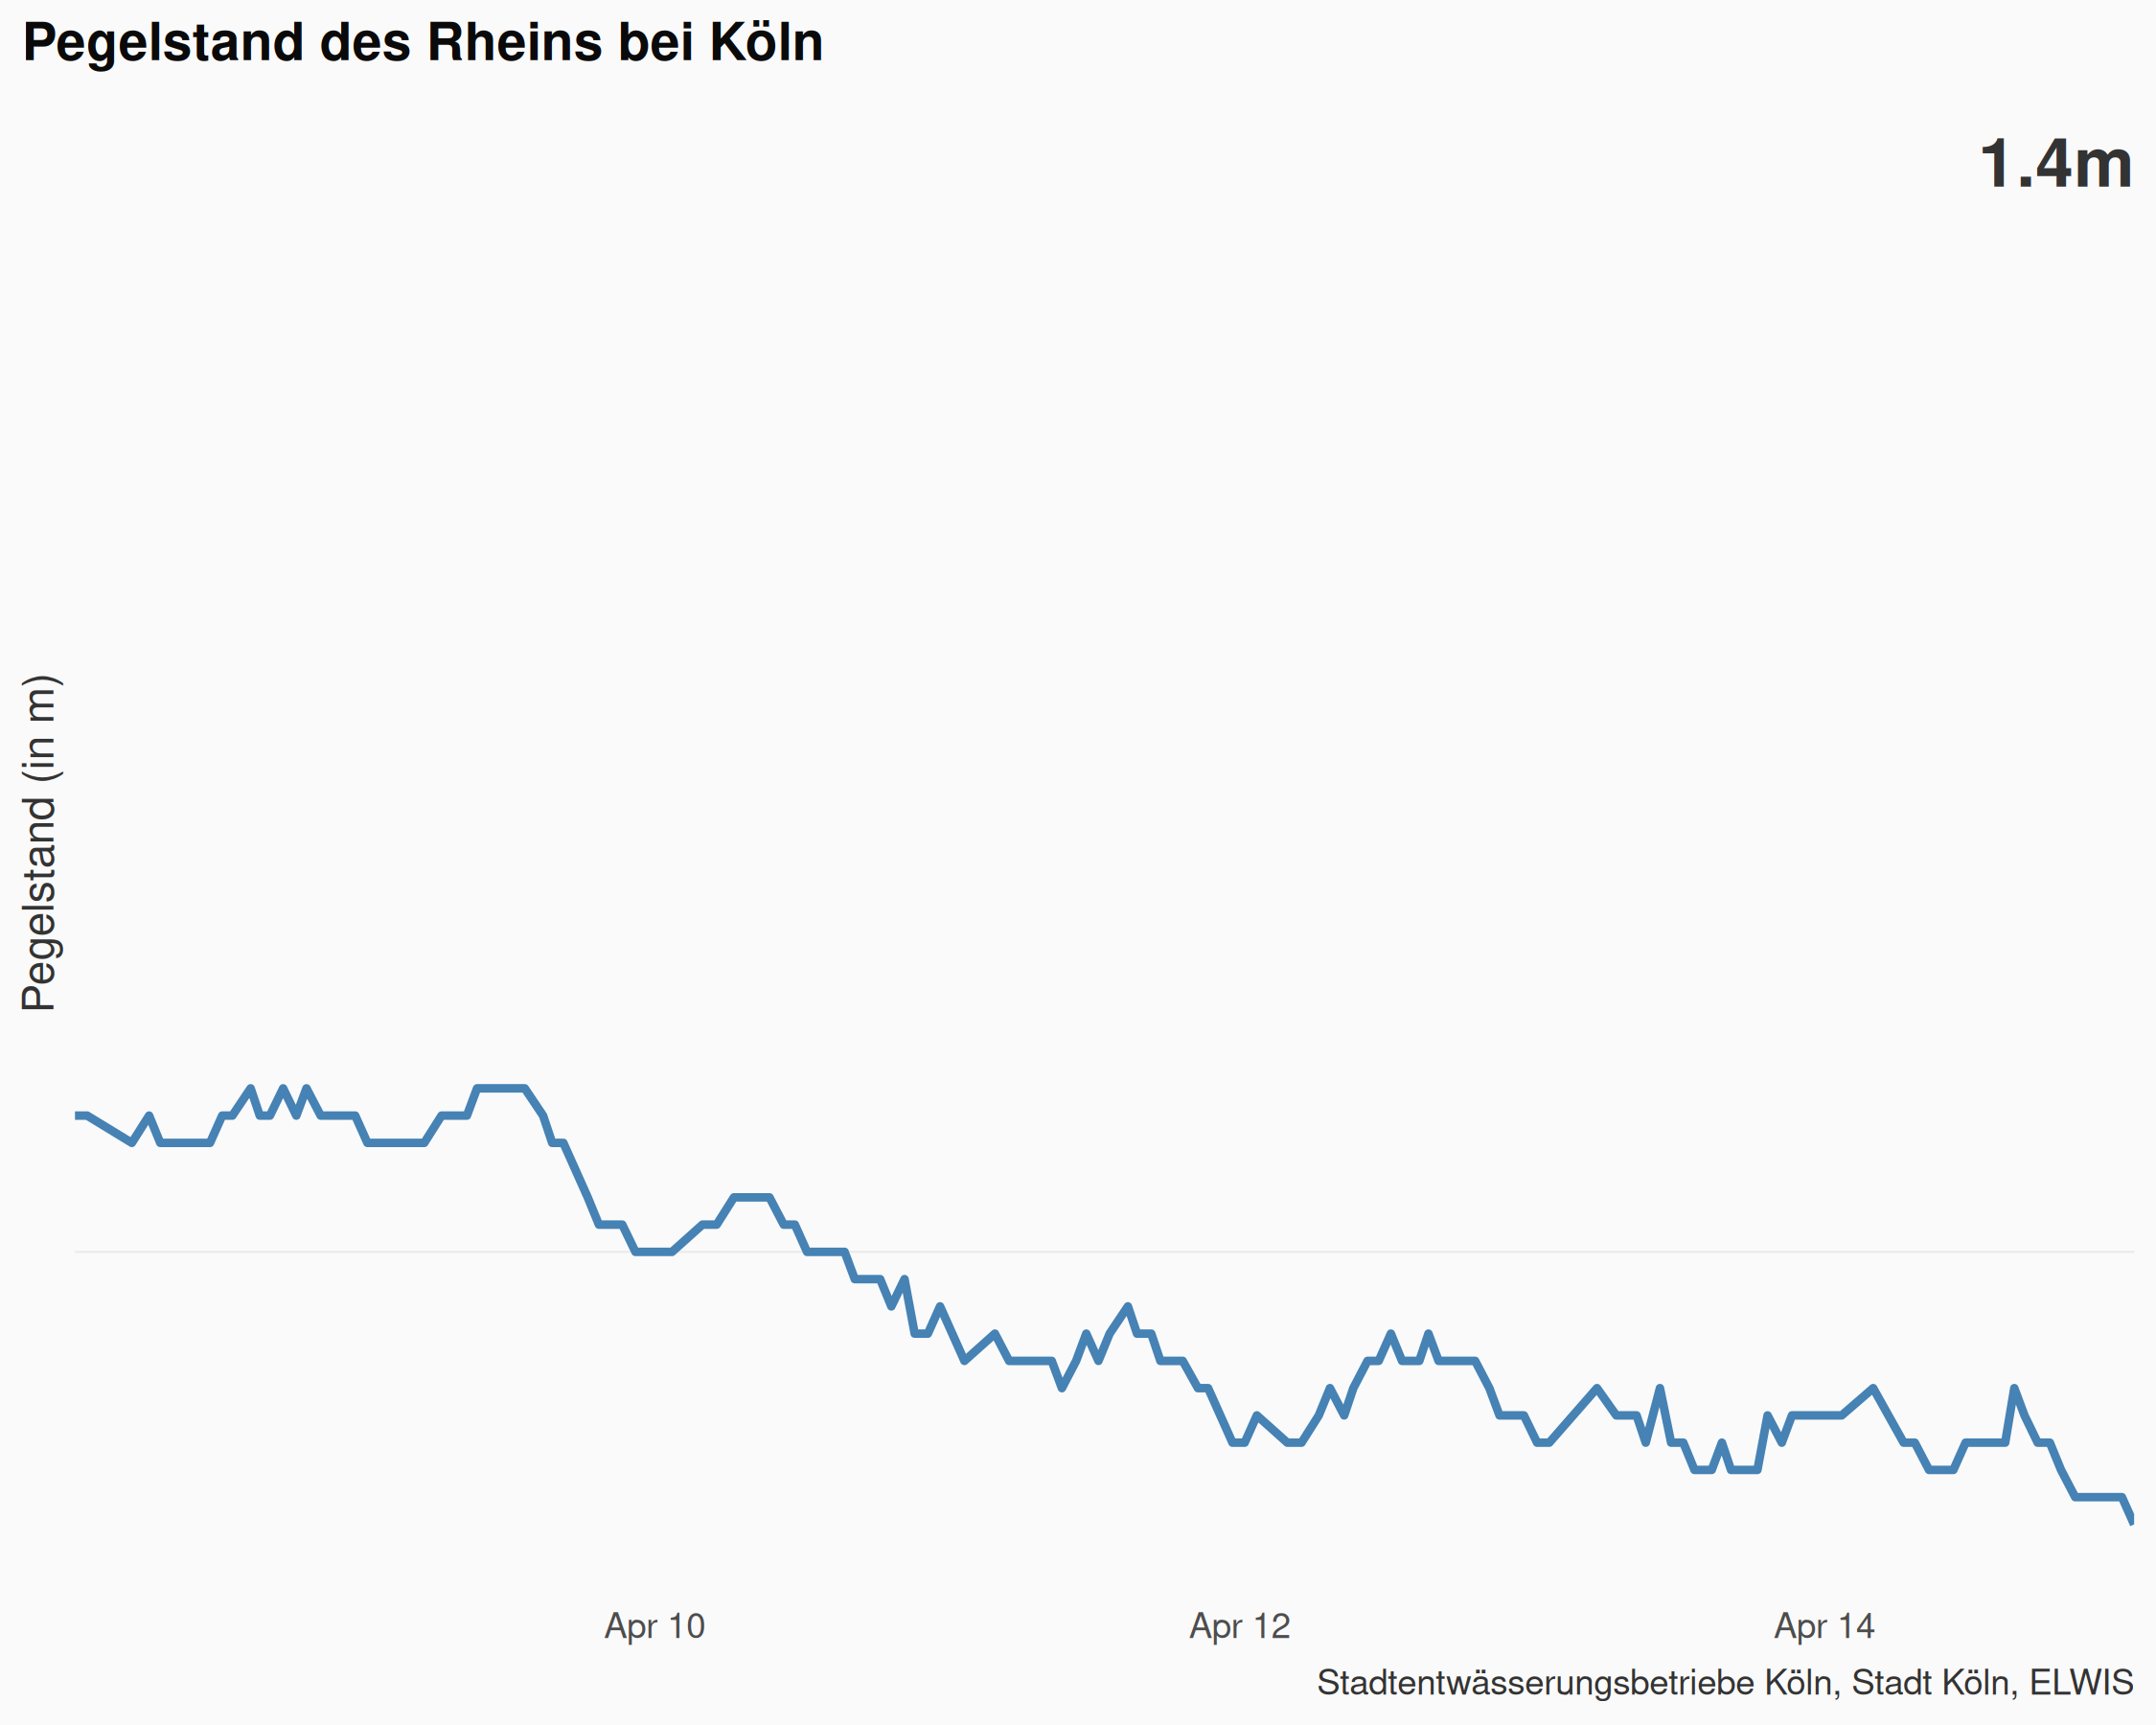 Pegelstand des Rheins bei Köln
1.4m
Pegelstand (in m)
Apr 10
Apr 12
Apr 14
Stadtentwässerungsbetriebe Köln, Stadt Köln, ELWIS